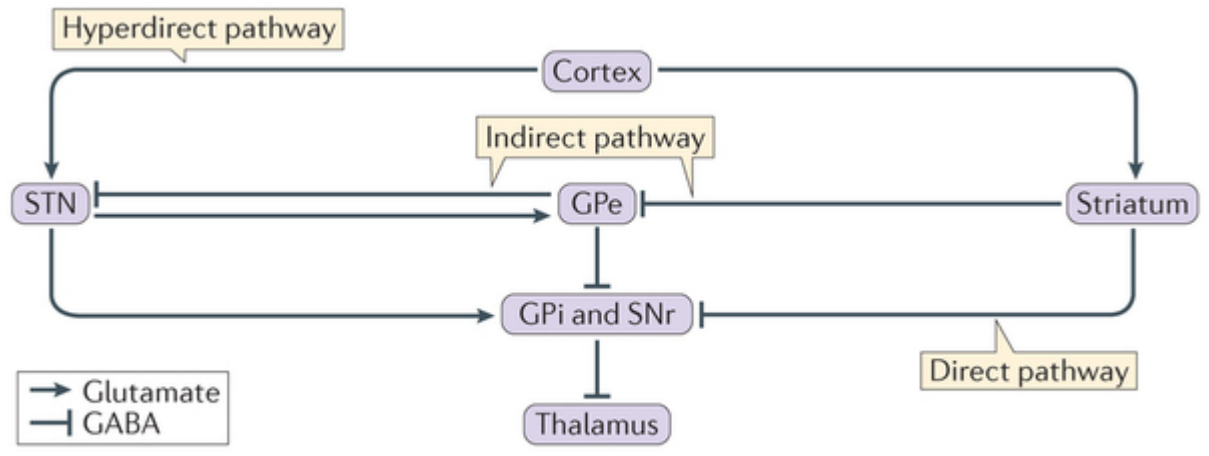 Hyperdirect pathway
Cortex
Indirect pathway
STN
GPe
Striatum
GPi and SNr
Direct pathway
Glutamate
GABA
Thalamus